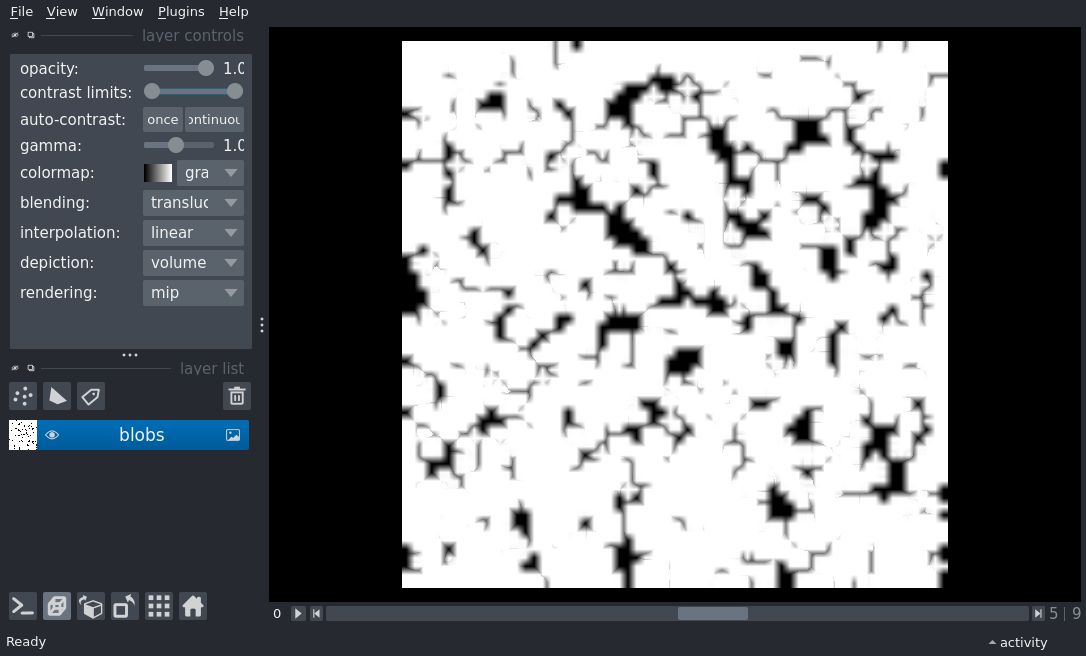 File View Window Plugins Help
layer controls
opacity: 1.0
contrast limits:
auto-contrast: once ontinuou
gamma: 1.0
colormap: gra
blending: transluc
interpolation: linear
depiction: volume
rendering: mip
layer list
blobs
0 5 | 9
Ready activity